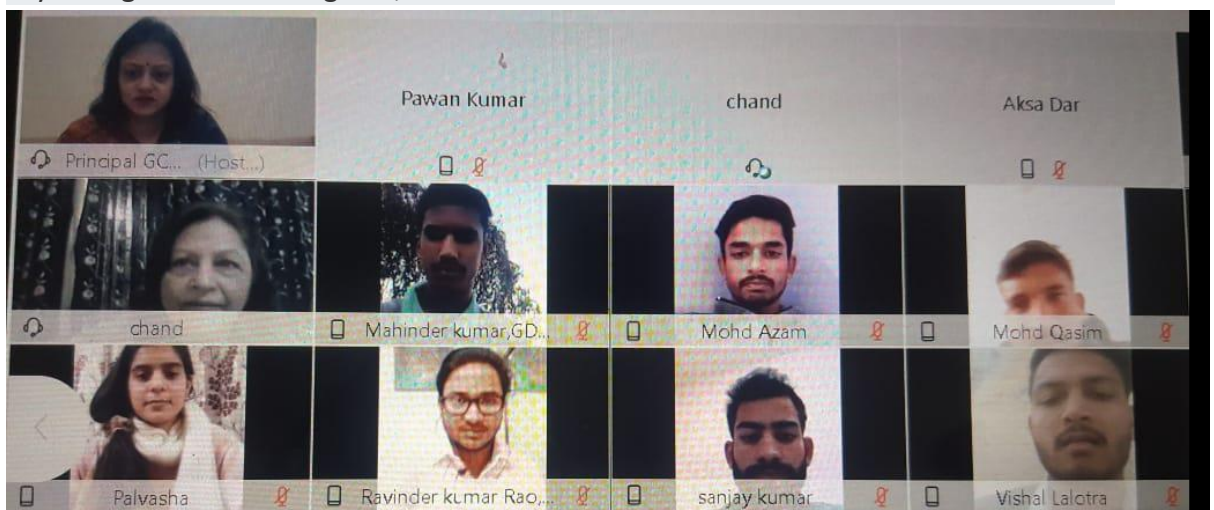 Pawan Kumar
chand
Aksa Dar
Principal GC... (Host...)
chand
Mahinder kumar,GD...
Mohd Azam
Mohd Qasim
Palvasha
Ravinder kumar Rao,...
sanjay kumar
Vishal Lalotra